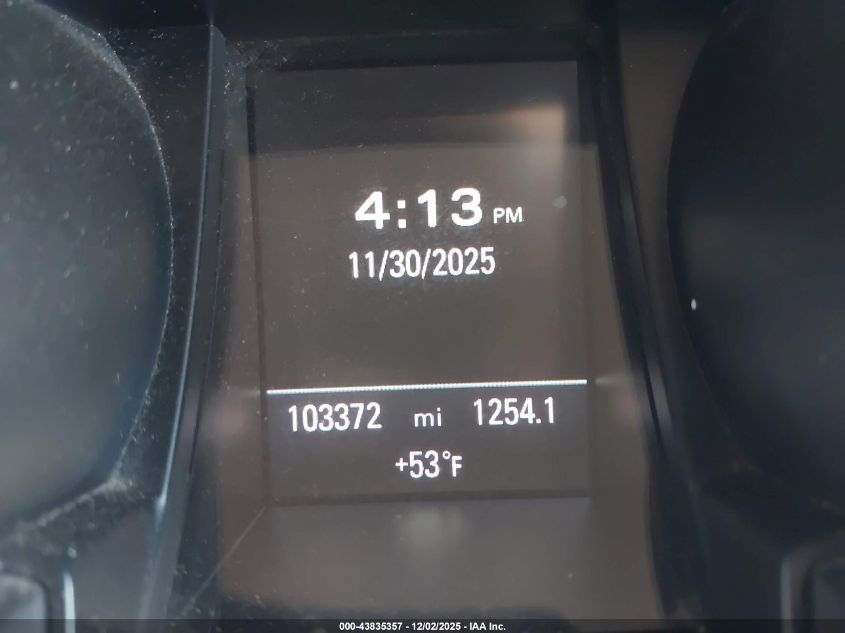 4:13 PM
11/30/2025
103372 mi 1254.1
+53°F
000-43835357 - 12/02/2025 - IAA Inc.